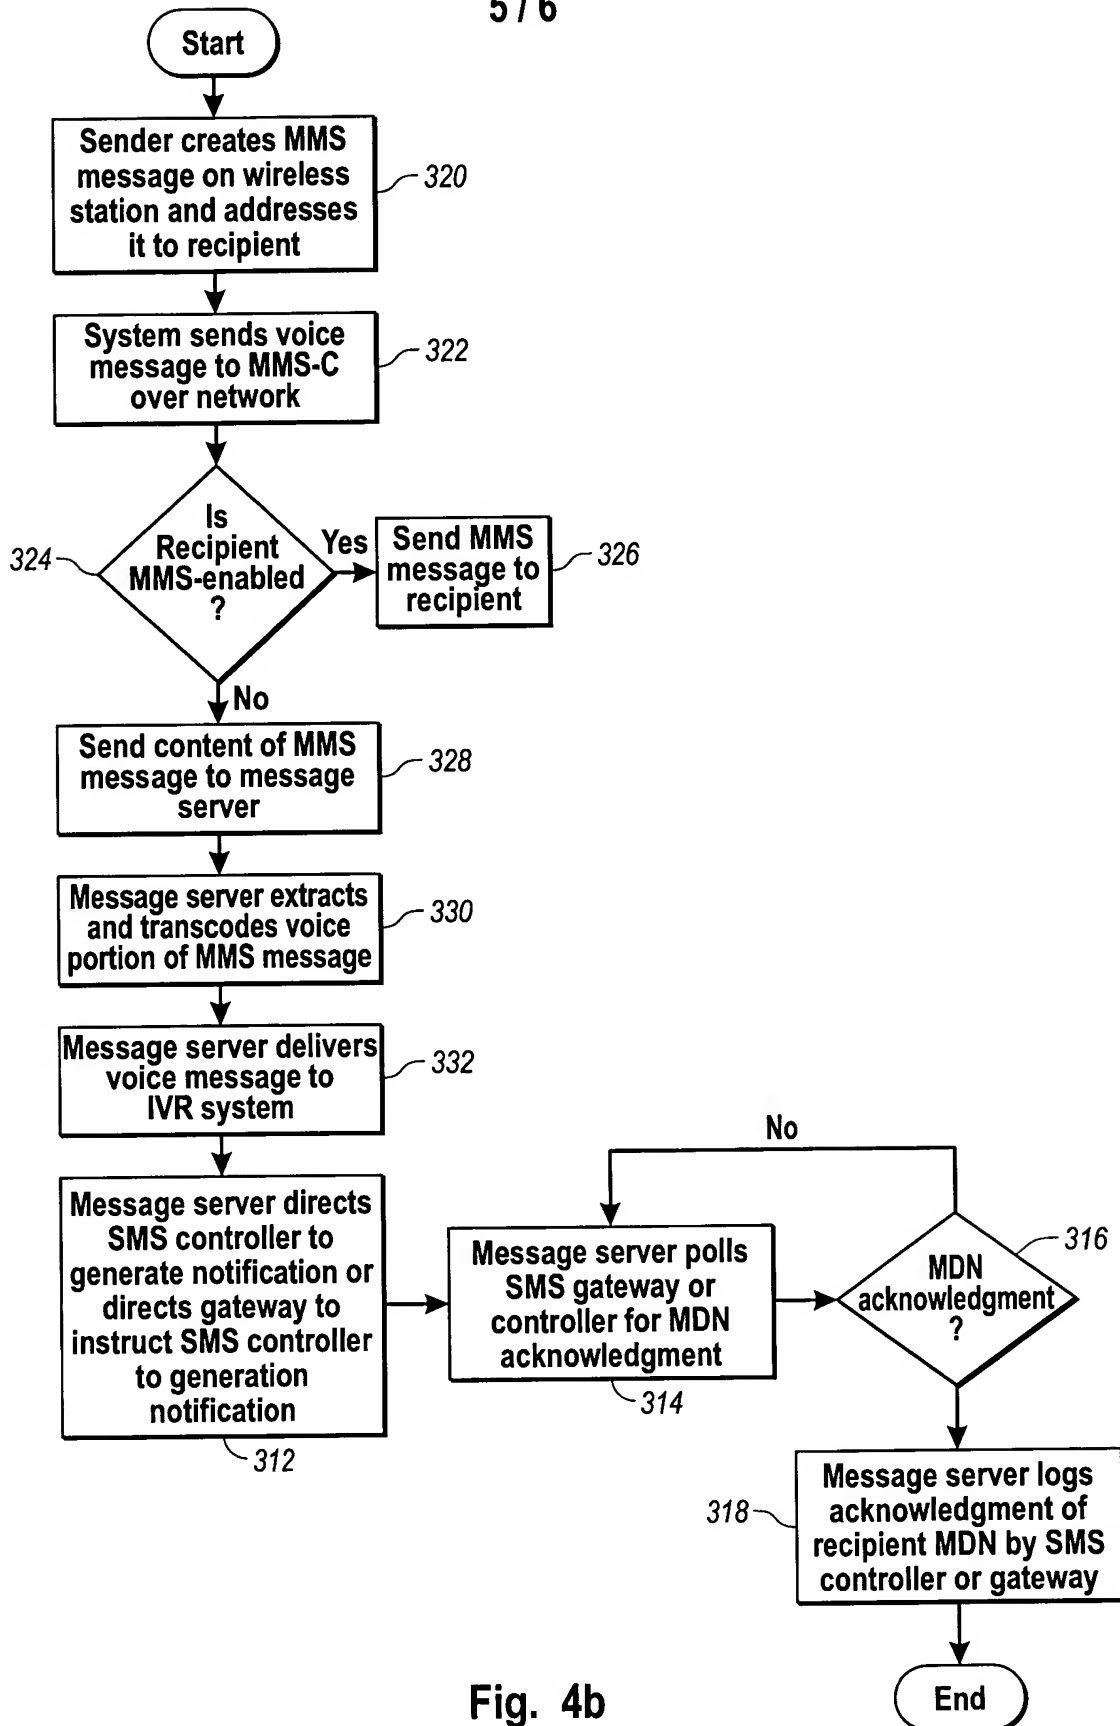 5 / 6
Start
Sender creates MMS
message on wireless
station and addresses
it to recipient
320
System sends voice
message to MMS-C
over network
322
Is
Recipient
MMS-enabled
?
324
Yes
Send MMS
message to
recipient
326
No
Send content of MMS
message to message
server
328
Message server extracts
and transcodes voice
portion of MMS message
330
Message server delivers
voice message to
IVR system
332
Message server directs
SMS controller to
generate notification or
directs gateway to
instruct SMS controller
to generation
notification
312
Message server polls
SMS gateway or
controller for MDN
acknowledgment
314
No
MDN
acknowledgment
?
316
Message server logs
acknowledgment of
recipient MDN by SMS
controller or gateway
318
End
Fig. 4b